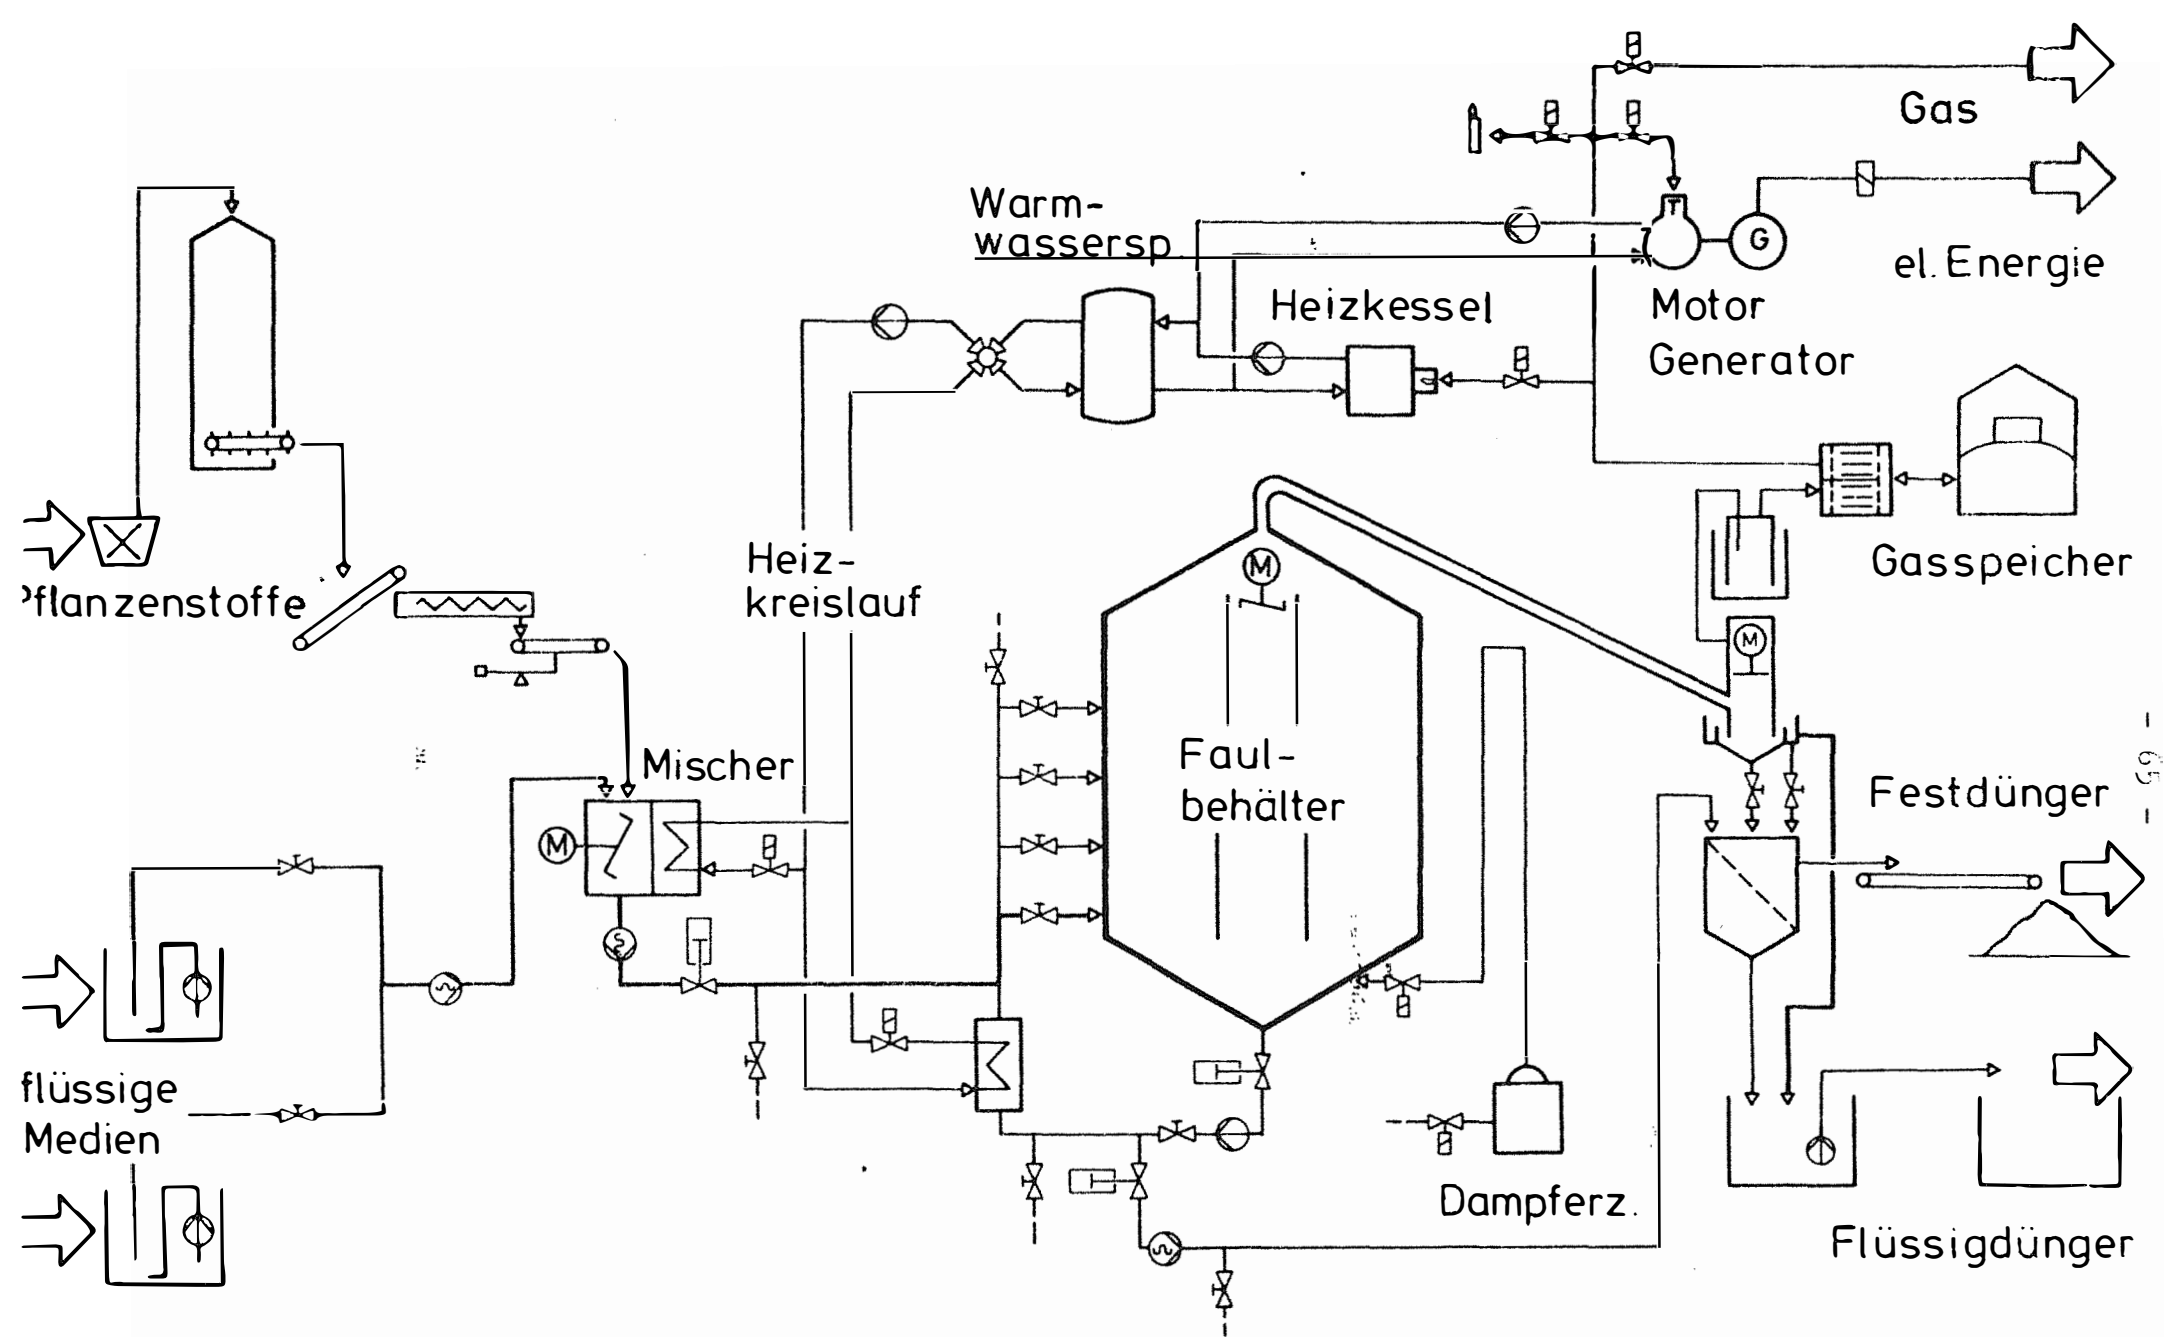 Gas
Warm-
wassersp.
G
el. Energie
Heizkessel
Motor
Generator
Heiz-
kreislauf
M
Gasspeicher
Pflanzenstoffe
M
- 65 -
Mischer
Faul-
behälter
Festdünger
M
flüssige
Medien
Dampferz.
Flüssigdünger